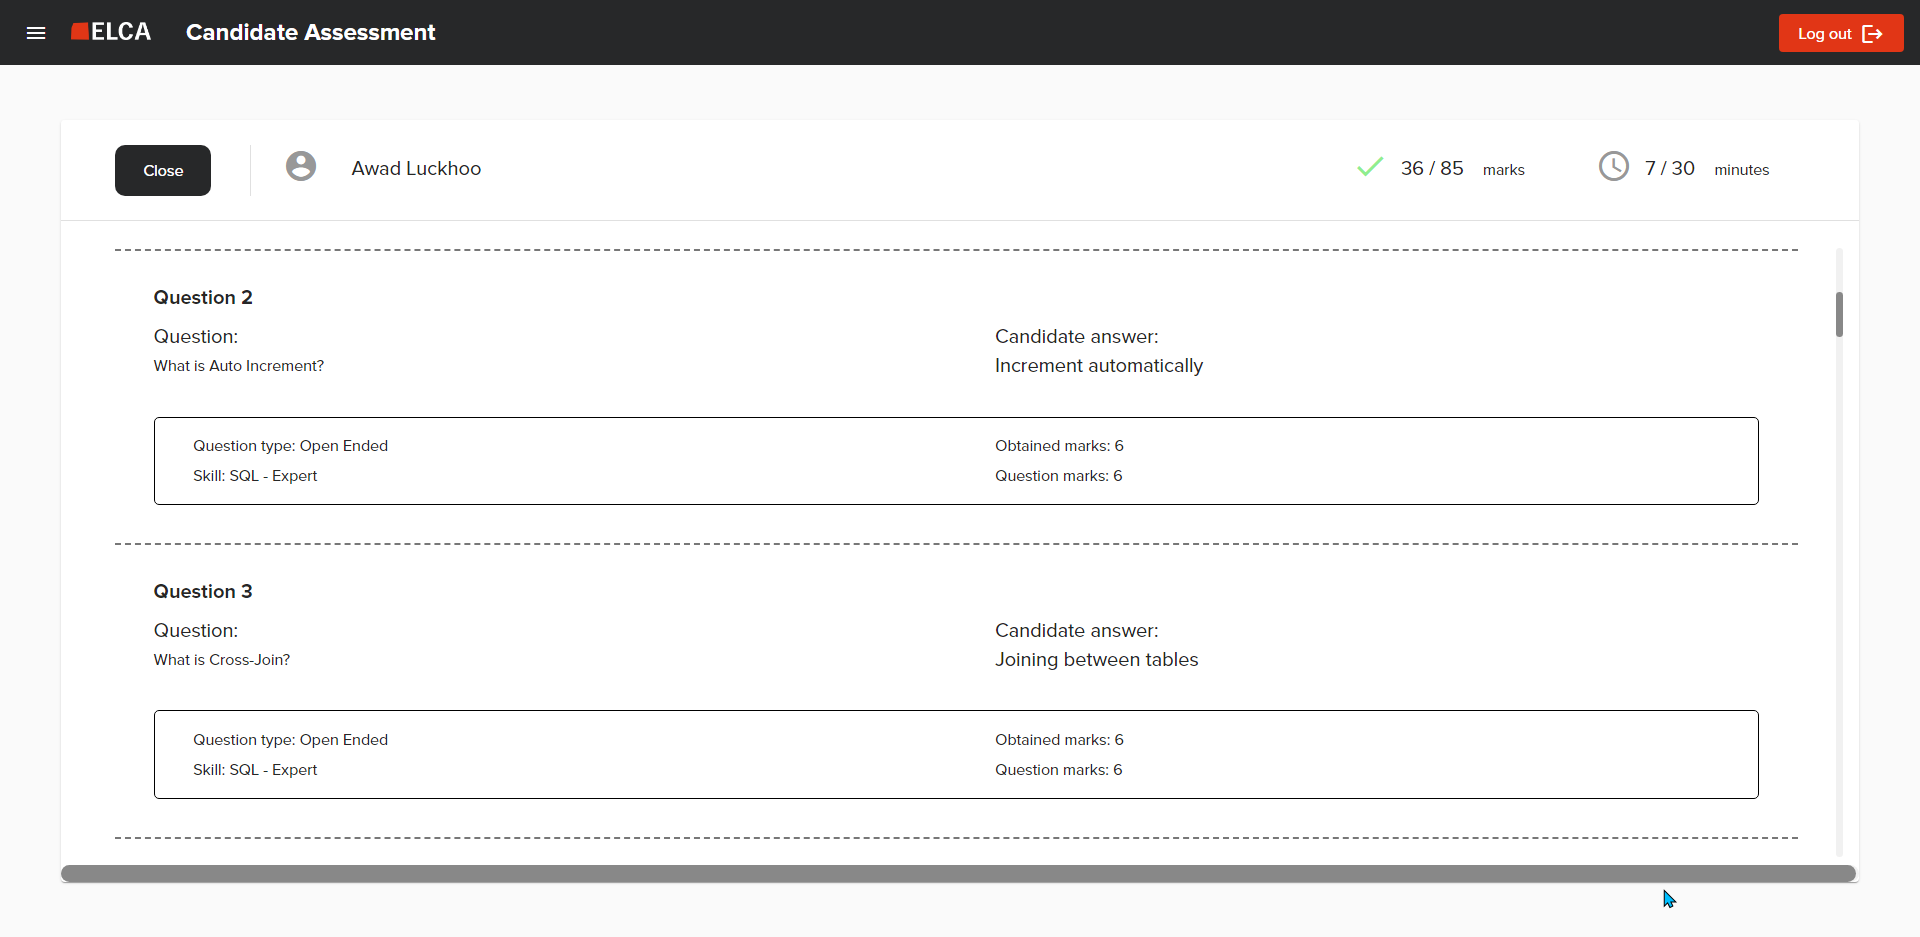 ELCA Candidate Assessment Log out
Close Awad Luckhoo 36 / 85 marks 7 / 30 minutes
Question 2
Question: Candidate answer:
What is Auto Increment? Increment automatically
Question type: Open Ended Obtained marks: 6
Skill: SQL - Expert Question marks: 6
Question 3
Question: Candidate answer:
What is Cross-Join? Joining between tables
Question type: Open Ended Obtained marks: 6
Skill: SQL - Expert Question marks: 6